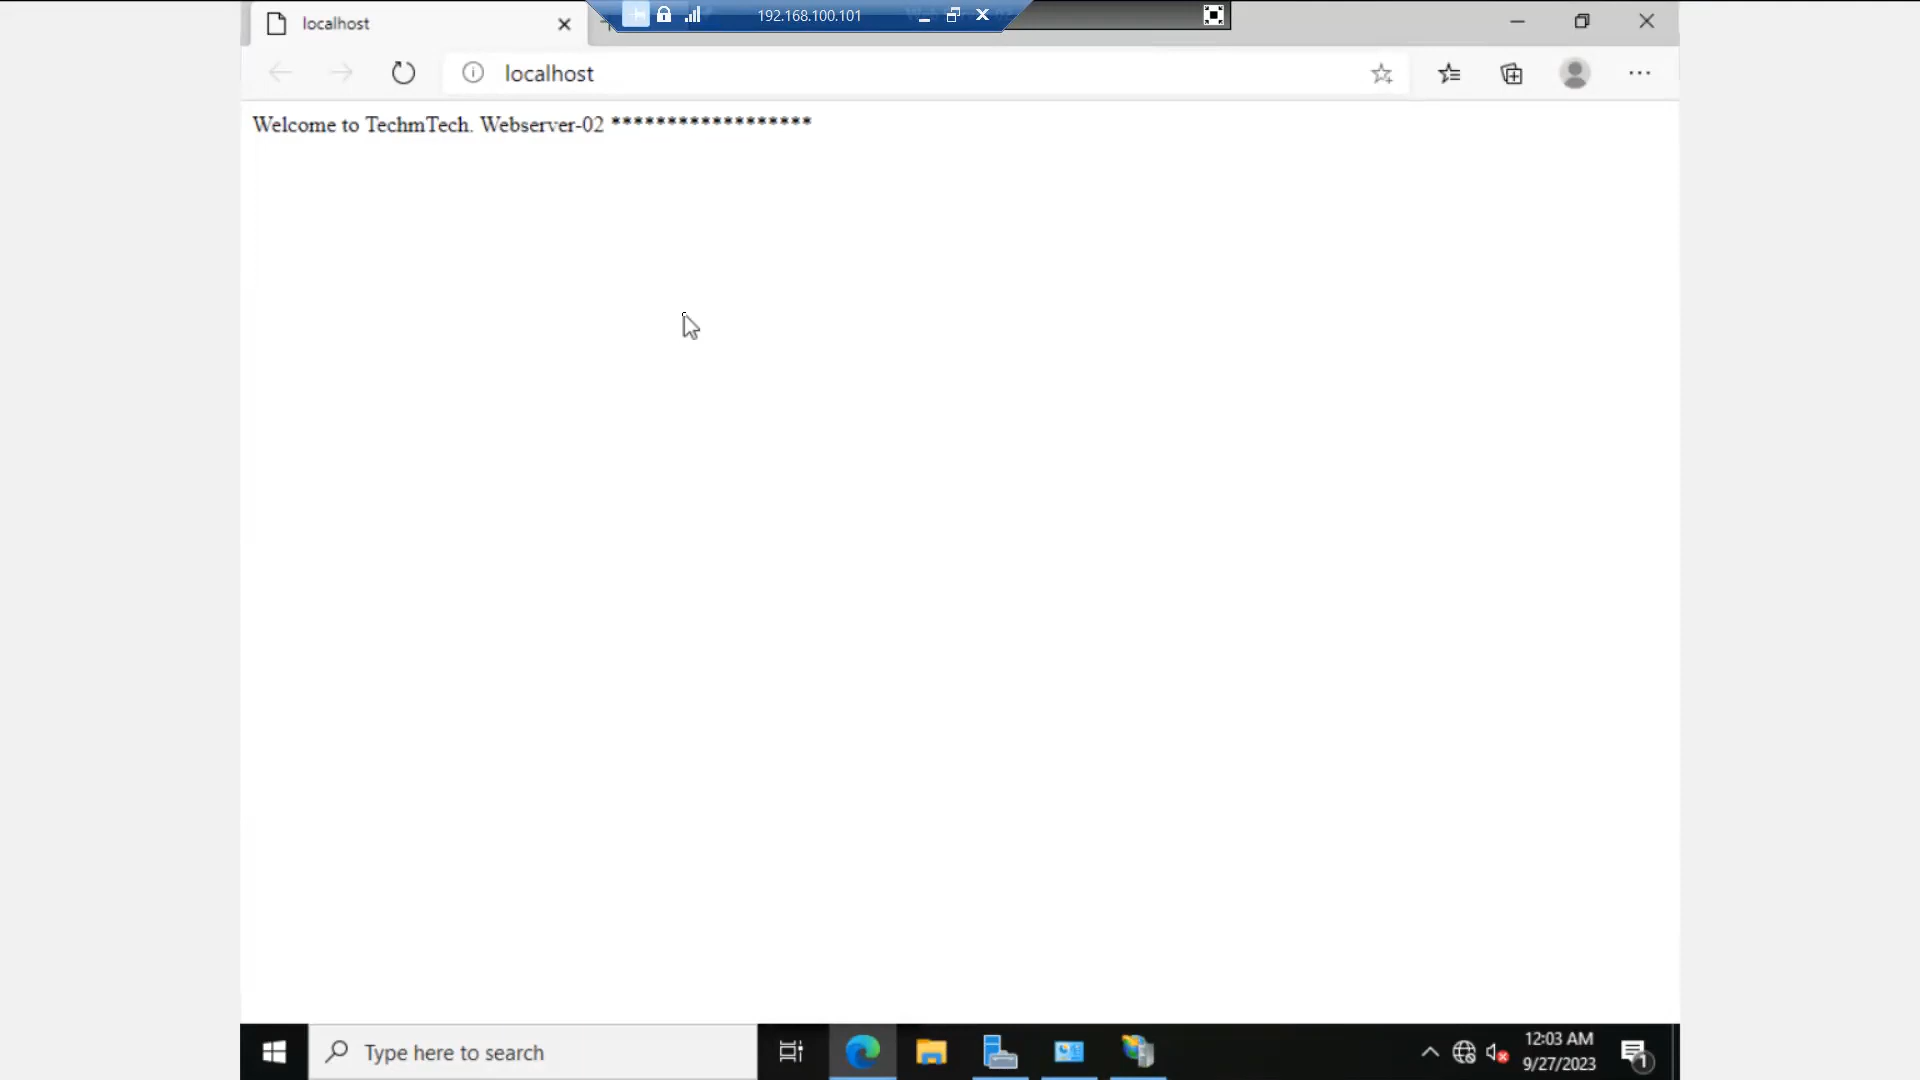 localhost
192.168.100.101
localhost
Welcome to TechmTech. Webserver-02 ******************
Type here to search
12:03 AM
9/27/2023
1